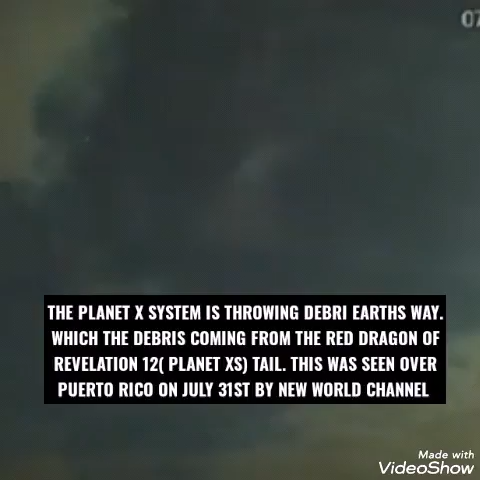 07
THE PLANET X SYSTEM IS THROWING DEBRI EARTHS WAY.
WHICH THE DEBRIS COMING FROM THE RED DRAGON OF
REVELATION 12( PLANET XS) TAIL. THIS WAS SEEN OVER
PUERTO RICO ON JULY 31ST BY NEW WORLD CHANNEL
Made with
VideoShow